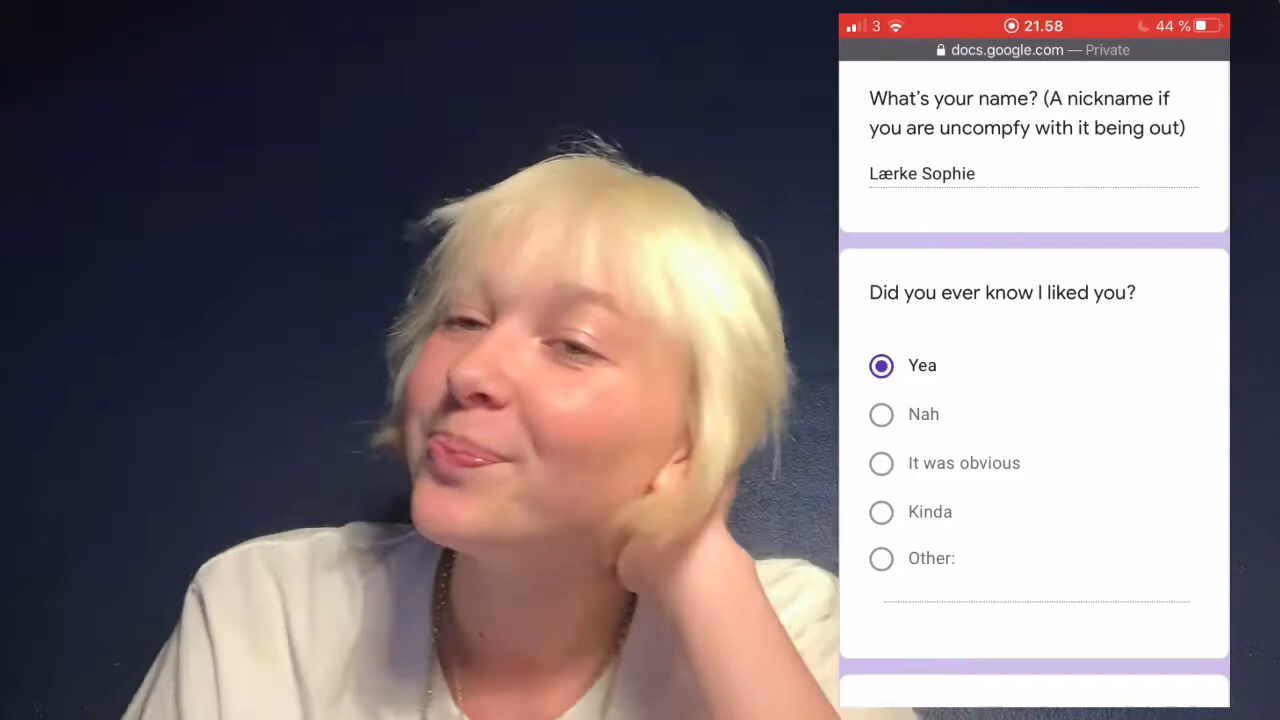 3 21.58 44 %
docs.google.com — Private
What's your name? (A nickname if
you are uncompfy with it being out)
Lærke Sophie
Did you ever know I liked you?
Yea
Nah
It was obvious
Kinda
Other: